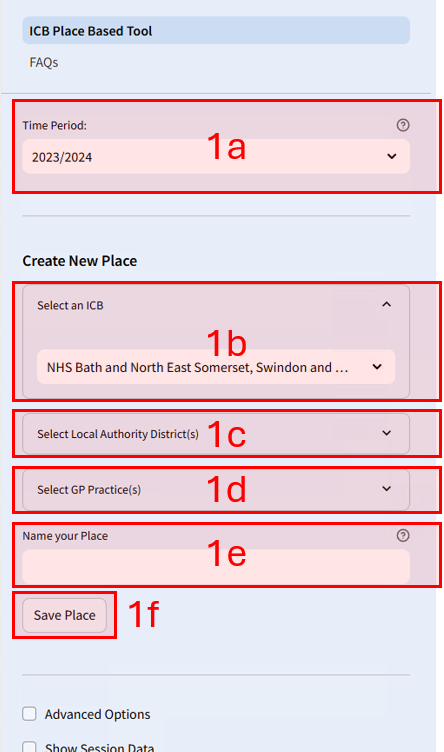 ICB Place Based Tool
FAQs
Time Period:
1a
2023/2024
Create New Place
Select an ICB
1b
NHS Bath and North East Somerset, Swindon and ...
Select Local Authority District(s)
1c
Select GP Practice(s)
1d
Name your Place
1e
Save Place
1f
Advanced Options
Show Session Data